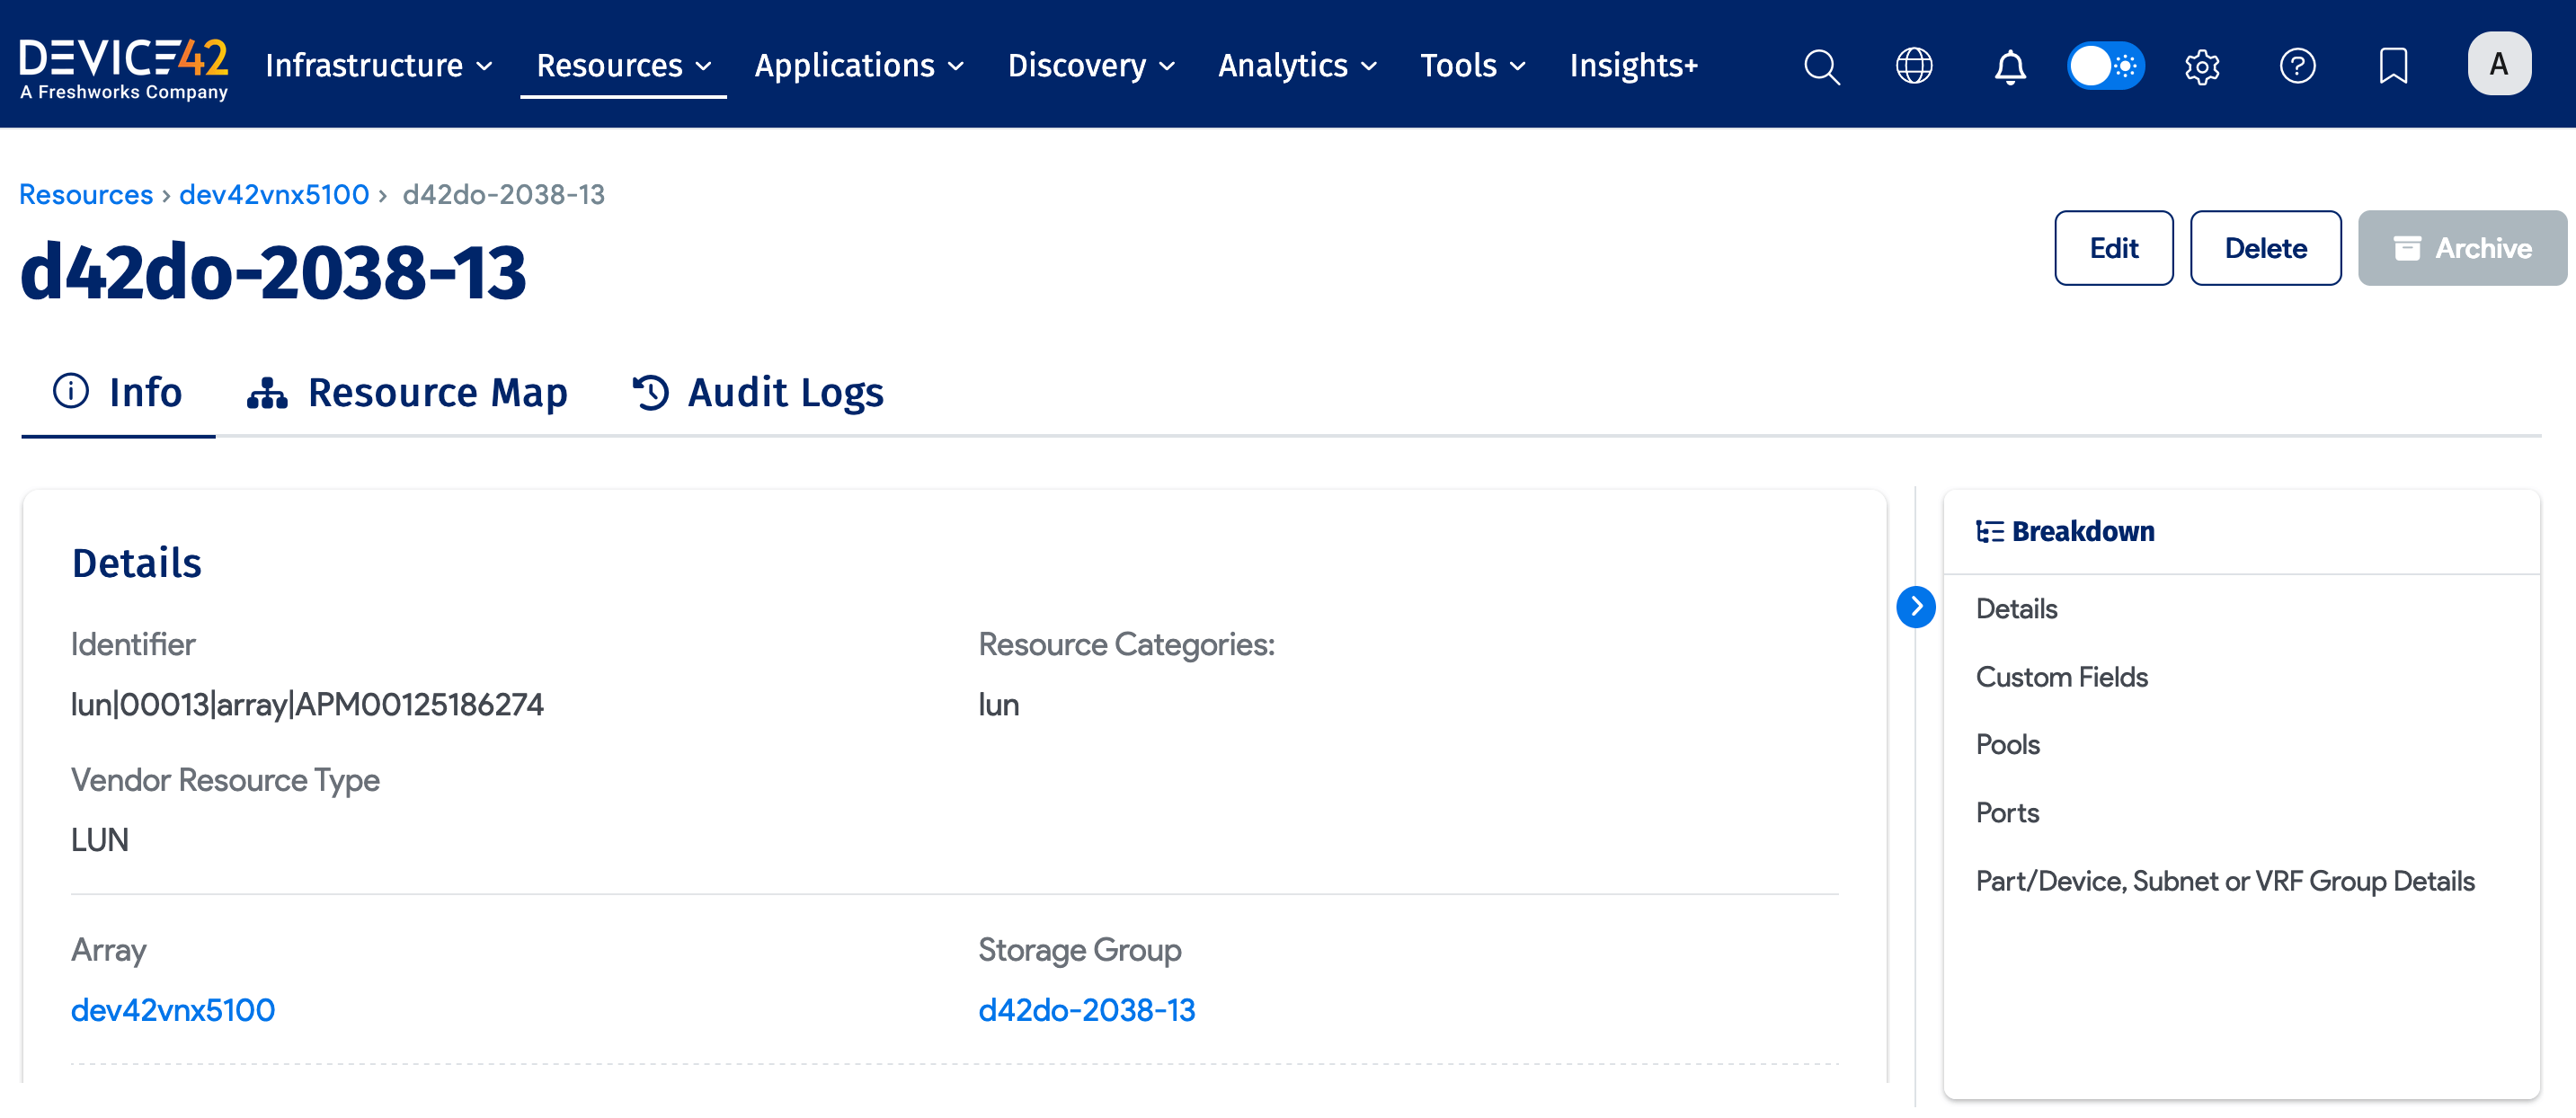 DEVICE42
A Freshworks Company
Infrastructure Resources Applications Discovery Analytics Tools Insights+ A
Resources › dev42vnx5100 › d42do-2038-13
d42do-2038-13
Edit Delete Archive
Info Resource Map Audit Logs
Details
Identifier
lun|00013|array|APM00125186274
Resource Categories:
lun
Vendor Resource Type
LUN
Array
dev42vnx5100
Storage Group
d42do-2038-13
Breakdown
Details
Custom Fields
Pools
Ports
Part/Device, Subnet or VRF Group Details